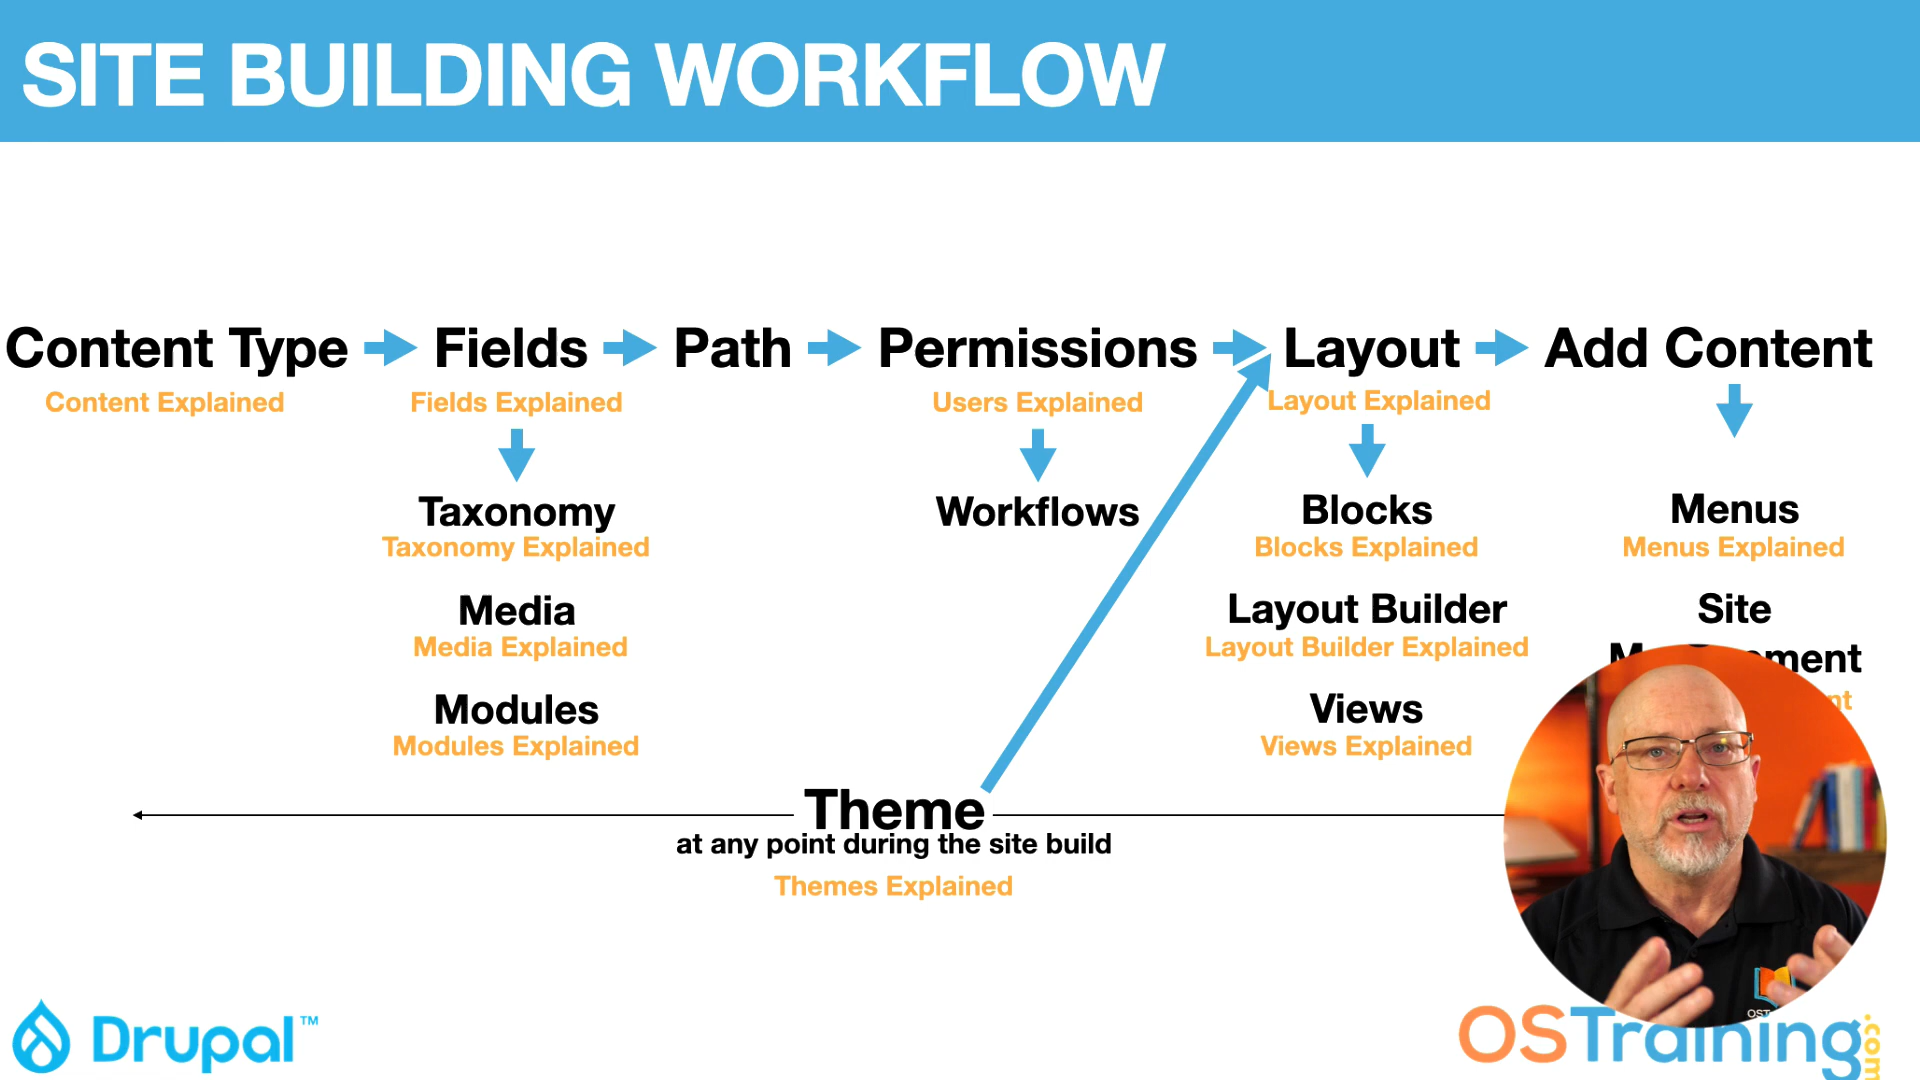 SITE BUILDING WORKFLOW
Content Type Fields Path Permissions Layout Add Content
Content Explained Fields Explained Users Explained Layout Explained
Taxonomy Workflows Blocks Menus
Taxonomy Explained Blocks Explained Menus Explained
Media Layout Builder Site
Media Explained Layout Builder Explained
Modules Views
Modules Explained Views Explained
Theme
at any point during the site build
Themes Explained
Drupal™
OSTraining.com